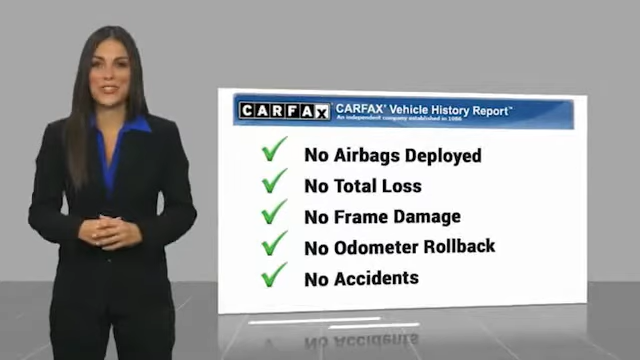 CARFAX CARFAX® Vehicle History Report™
An independent company established in 1986
No Airbags Deployed
No Total Loss
No Frame Damage
No Odometer Rollback
No Accidents